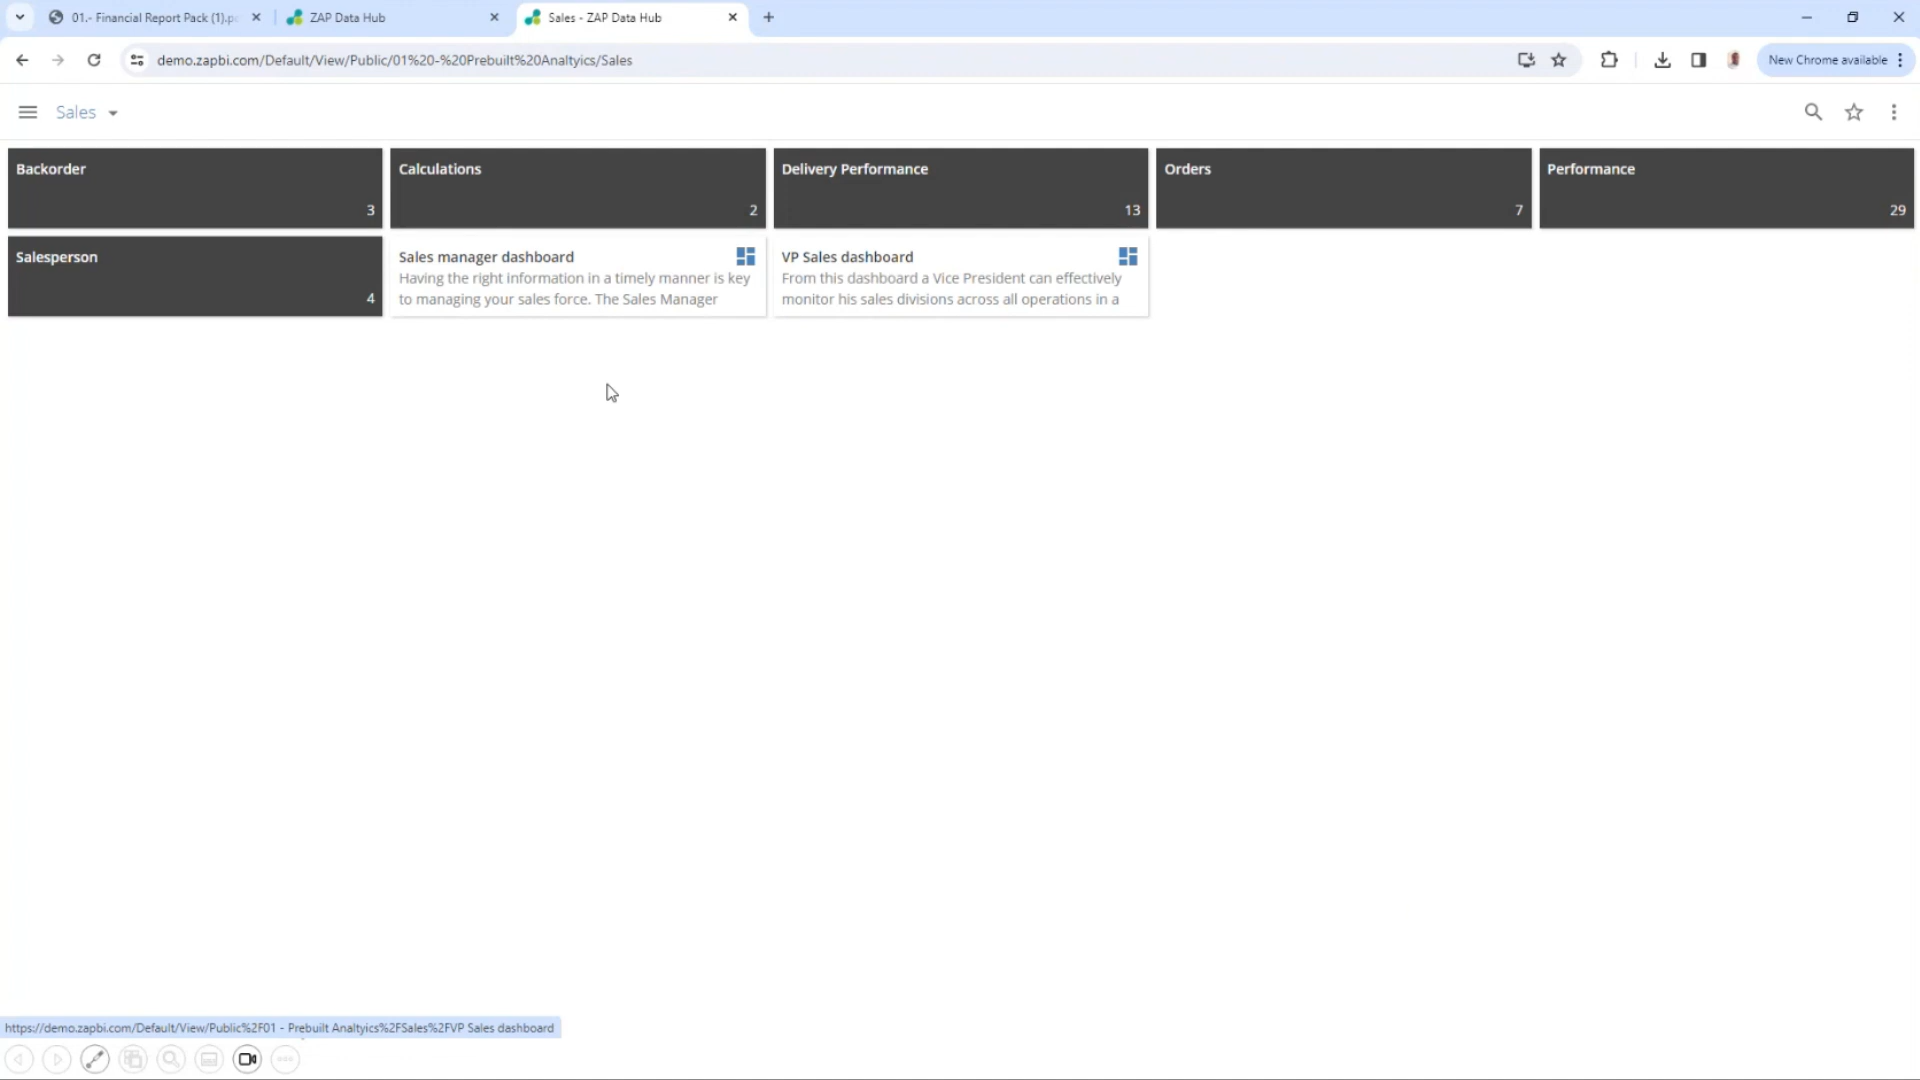 01.- Financial Report Pack (1).p
ZAP Data Hub
Sales - ZAP Data Hub
demo.zapbi.com/Default/View/Public/01%20-%20Prebuilt%20Analtyics/Sales
New Chrome available
Sales
Backorder
3
Calculations
2
Delivery Performance
13
Orders
7
Performance
29
Salesperson
4
Sales manager dashboard
Having the right information in a timely manner is key
to managing your sales force. The Sales Manager
VP Sales dashboard
From this dashboard a Vice President can effectively
monitor his sales divisions across all operations in a
https://demo.zapbi.com/Default/View/Public%2F01 - Prebuilt Analtyics%2FSales%2FVP Sales dashboard